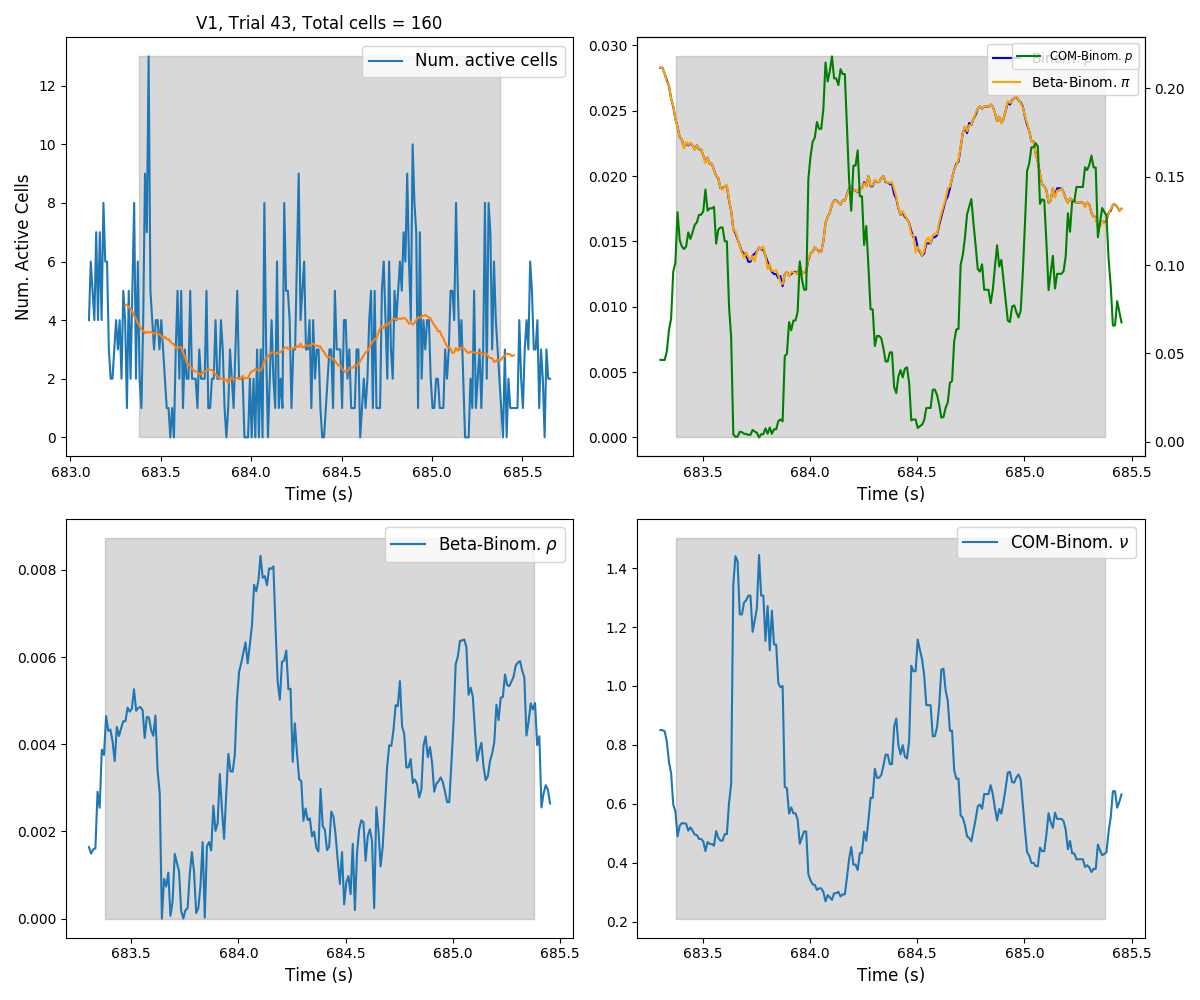 V1, Trial 43, Total cells = 160
Num. active cells
12
10
8
6
4
2
0
Num. Active Cells
683.0 683.5 684.0 684.5 685.0 685.5
Time (s)
COM-Binom. p
Binom. p
Beta-Binom. π
0.030
0.025
0.020
0.015
0.010
0.005
0.000
0.20
0.15
0.10
0.05
0.00
683.5 684.0 684.5 685.0 685.5
Time (s)
Beta-Binom. ρ
0.008
0.006
0.004
0.002
0.000
683.5 684.0 684.5 685.0 685.5
Time (s)
COM-Binom. ν
1.4
1.2
1.0
0.8
0.6
0.4
0.2
683.5 684.0 684.5 685.0 685.5
Time (s)